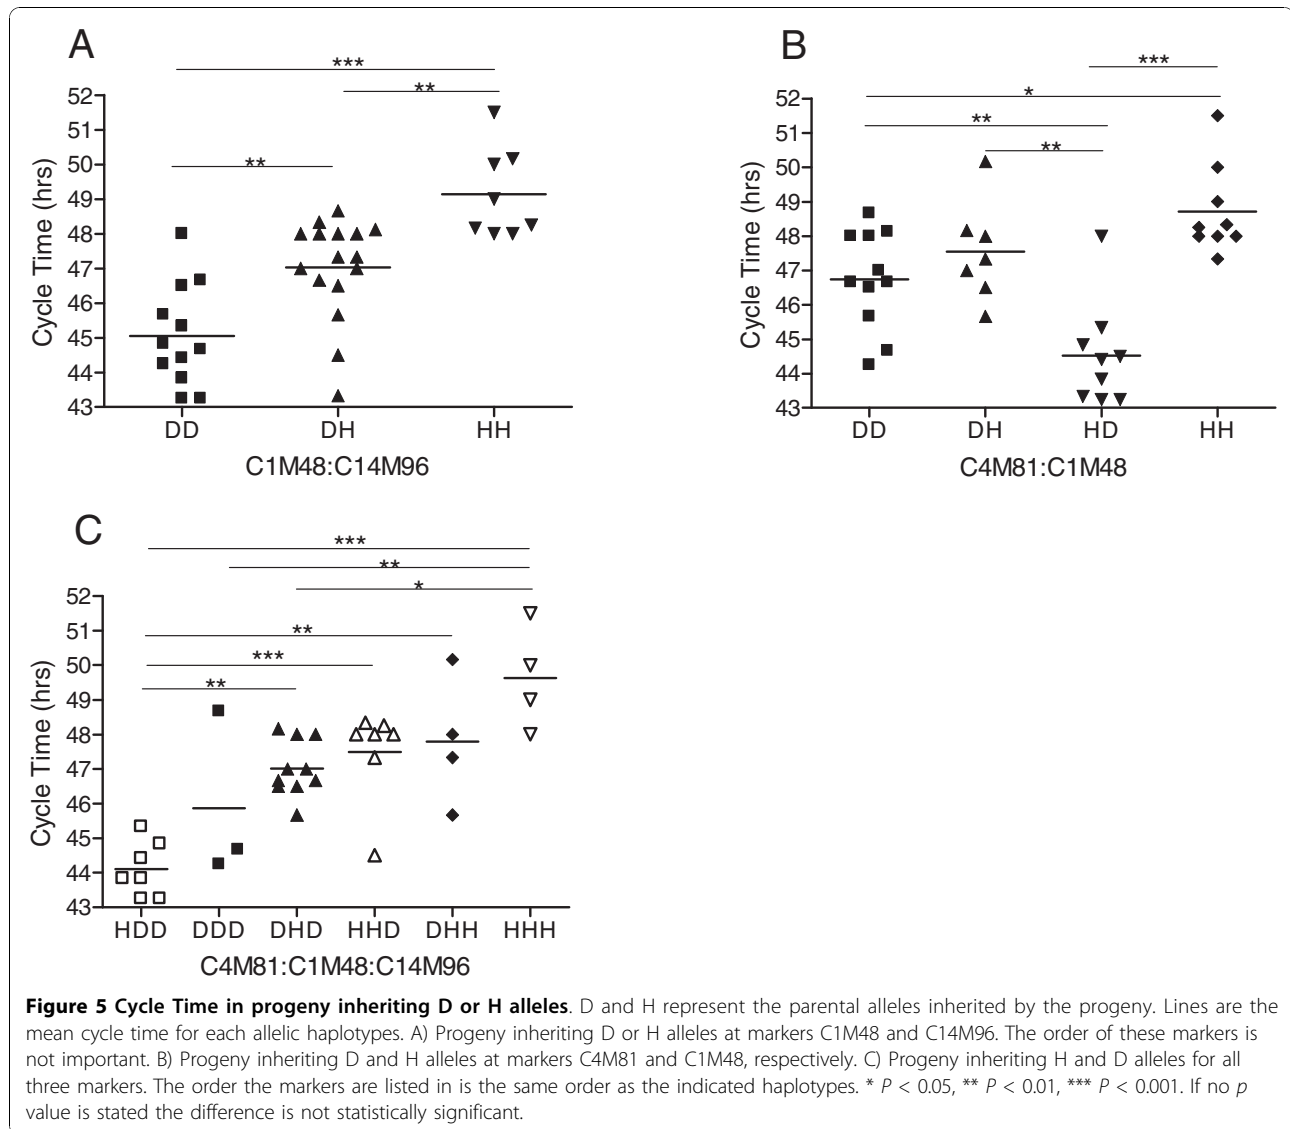 A
***
**
**
52
51
50
49
48
47
46
45
44
43
Cycle Time (hrs)
DD DH HH
C1M48:C14M96
B
***
*
**
**
52
51
50
49
48
47
46
45
44
43
Cycle Time (hrs)
DD DH HD HH
C4M81:C1M48
C
***
**
*
**
***
**
52
51
50
49
48
47
46
45
44
43
Cycle Time (hrs)
HDD DDD DHD HHD DHH HHH
C4M81:C1M48:C14M96
Figure 5 Cycle Time in progeny inheriting D or H alleles. D and H represent the parental alleles inherited by the progeny. Lines are the
mean cycle time for each allelic haplotypes. A) Progeny inheriting D or H alleles at markers C1M48 and C14M96. The order of these markers is
not important. B) Progeny inheriting D and H alleles at markers C4M81 and C1M48, respectively. C) Progeny inheriting H and D alleles for all
three markers. The order the markers are listed in is the same order as the indicated haplotypes. * P < 0.05, ** P < 0.01, *** P < 0.001. If no p
value is stated the difference is not statistically significant.